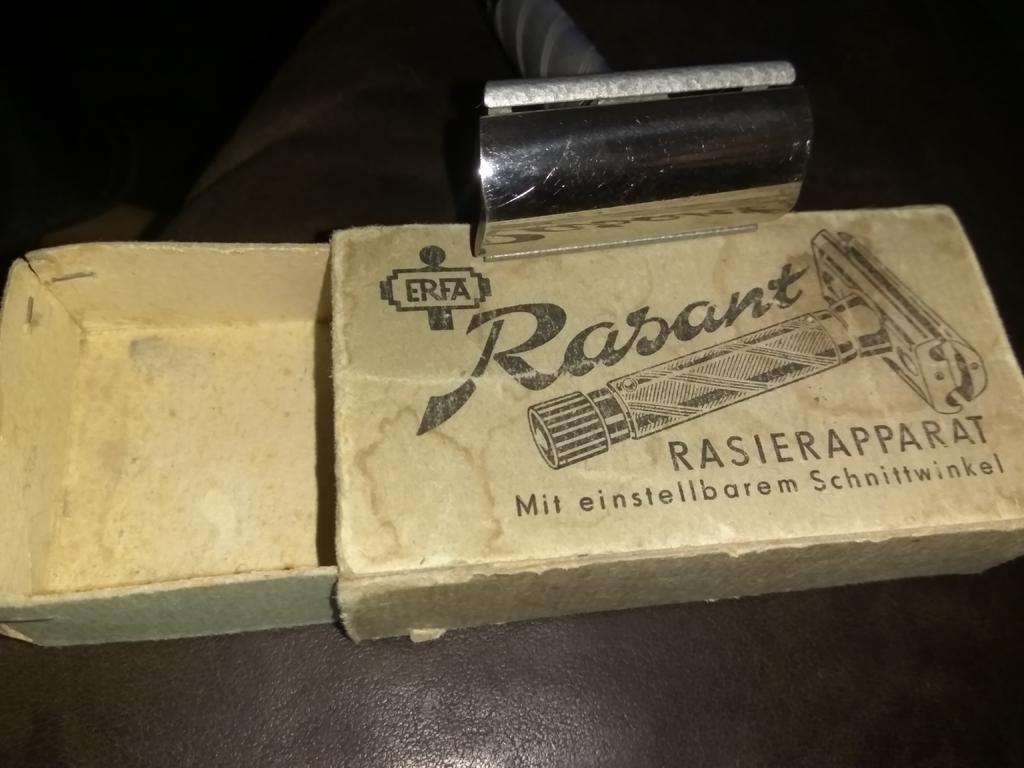 ERFA
Rasant
RASIERAPPARAT
Mit einstellbarem Schnittwinkel